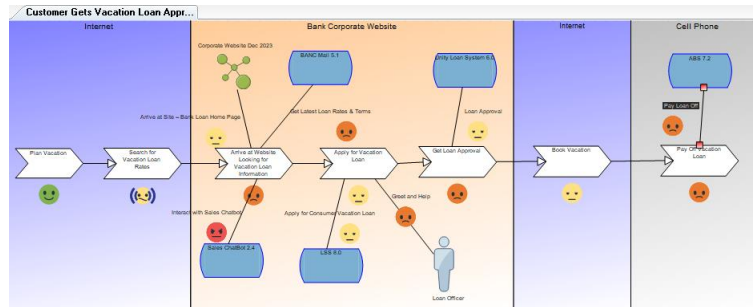 Customer Gets Vacation Loan Appr...
Internet
Bank Corporate Website
Internet
Cell Phone
Corporate Website Dec 2023
BANC Mail 5.1
Unity Loan System 6.0
ABS 7.2
Arrive at Site – Bank Loan Home Page
Get Latest Loan Rates & Terms
Loan Approval
Pay Loan Off
Plan Vacation
Search for
Vacation Loan
Rates
Arrive at Website
Looking for
Vacation Loan
Information
Apply for Vacation
Loan
Get Loan Approval
Book Vacation
Pay Off Vacation
Loan
Interact with Sales Chatbot
Apply for Consumer Vacation Loan
Greet and Help
Sales ChatBot 2.4
LSS 8.0
Loan Officer